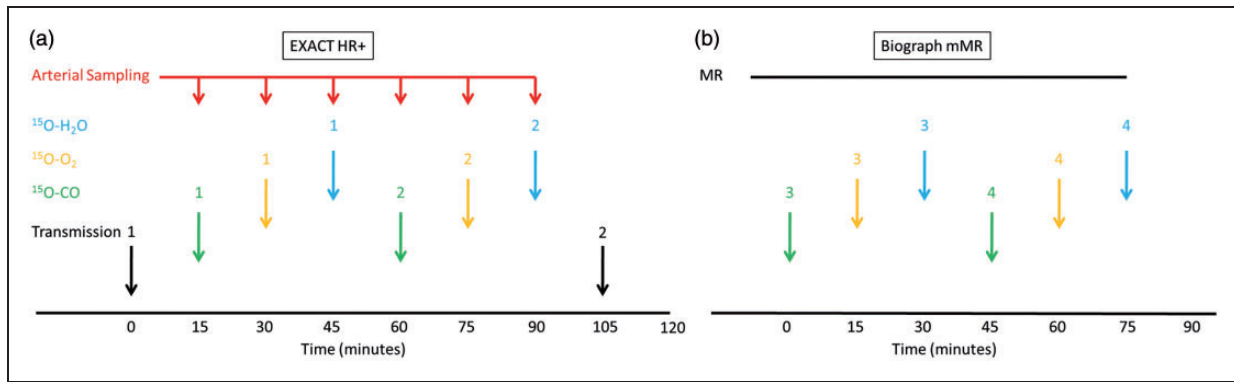 (a)
EXACT HR+
Arterial Sampling
¹⁵O-H₂O 1 2
¹⁵O-O₂ 1 2
¹⁵O-CO 1 2
Transmission 1 2
0 15 30 45 60 75 90 105 120
Time (minutes)
(b)
Biograph mMR
MR
3 4
3 4
3 4
0 15 30 45 60 75 90
Time (minutes)